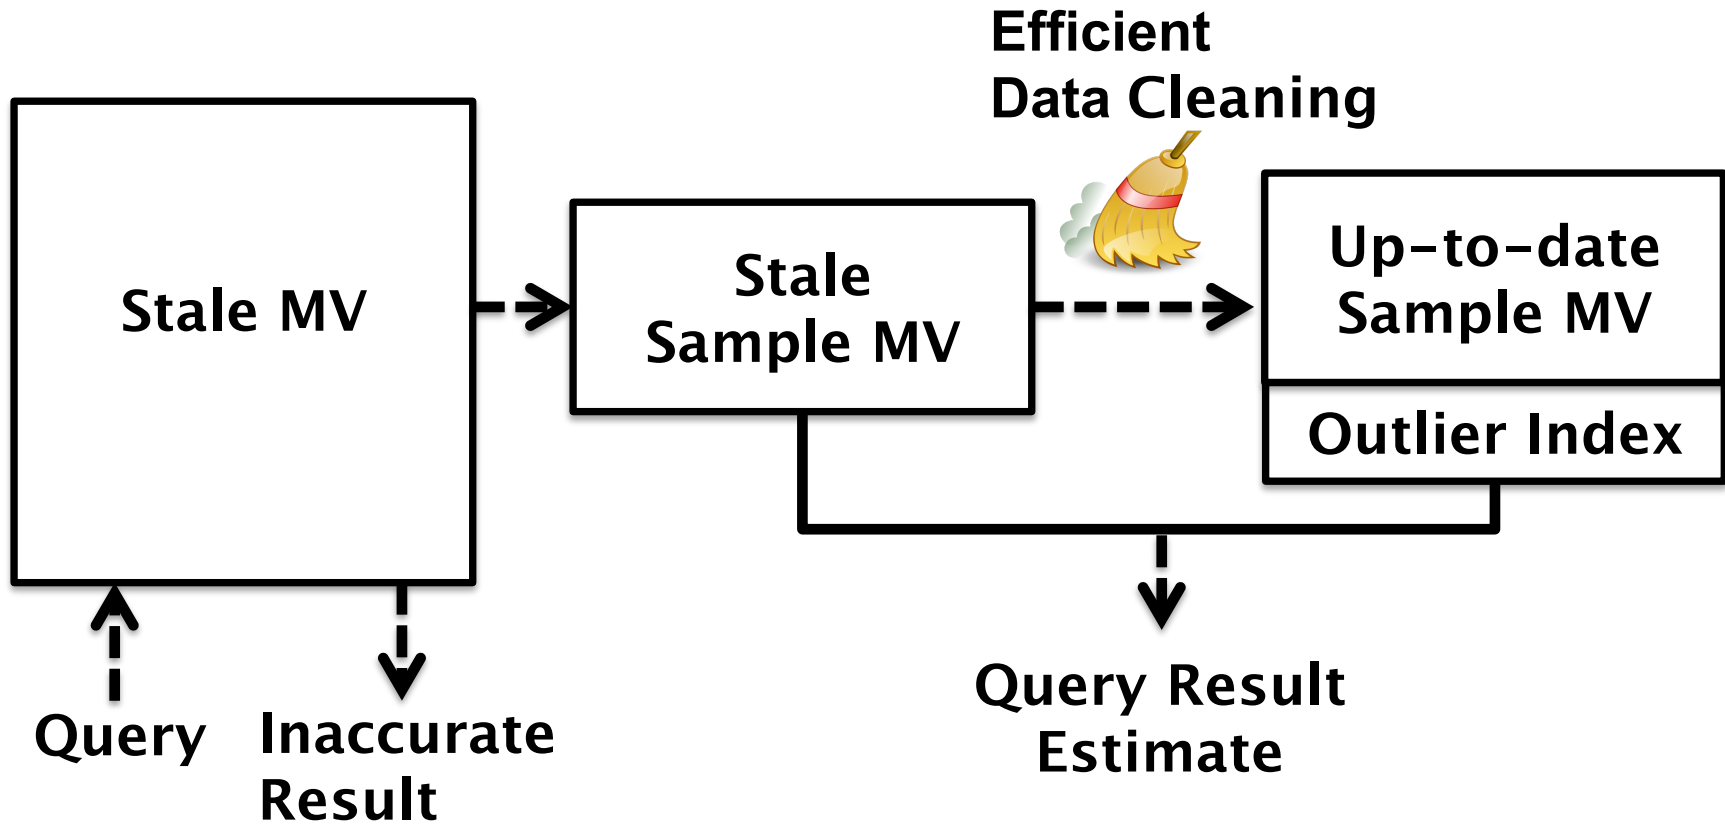 Efficient
Data Cleaning
Stale MV
Stale
Sample MV
Up-to-date
Sample MV
Outlier Index
Query
Inaccurate
Result
Query Result
Estimate